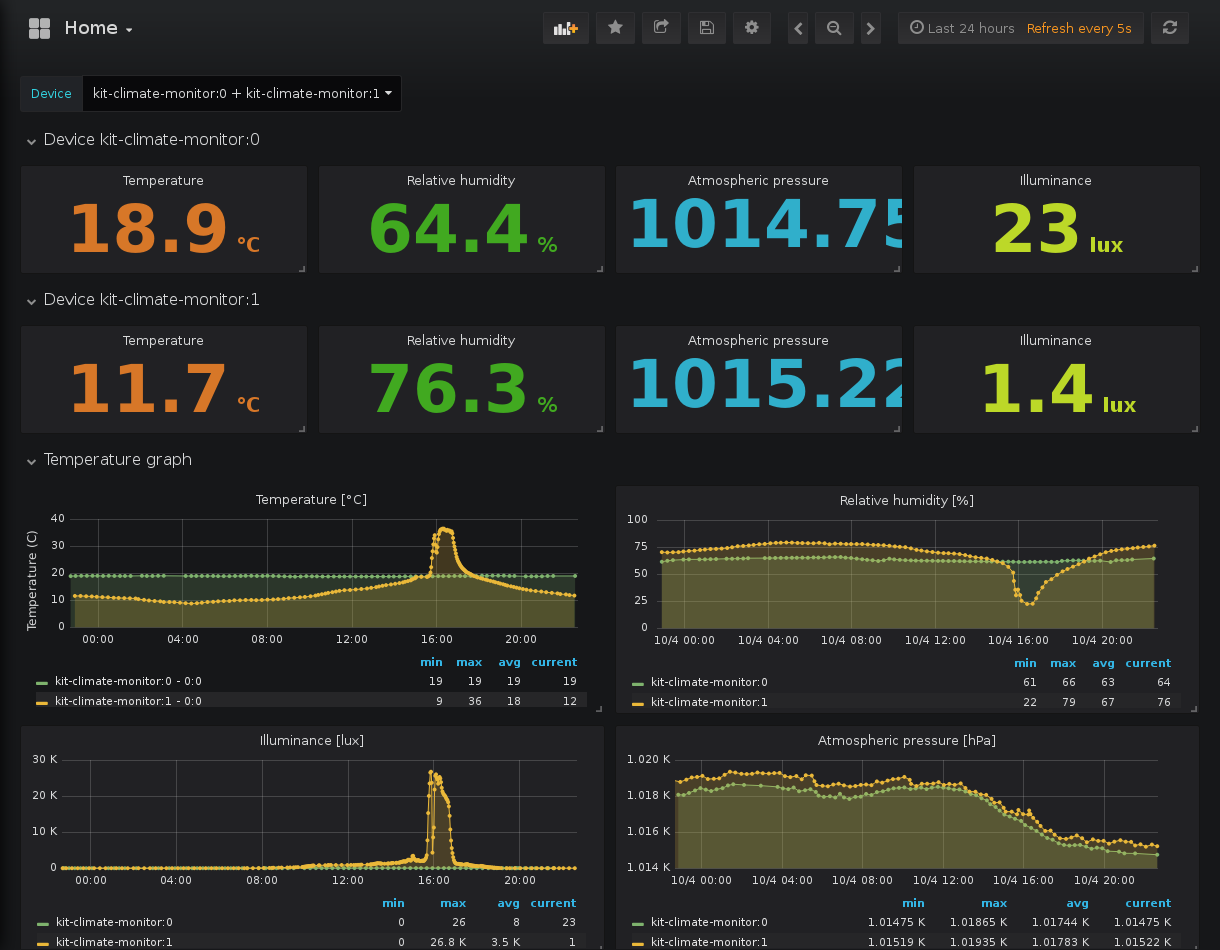 Home
Last 24 hours Refresh every 5s
Device kit-climate-monitor:0 + kit-climate-monitor:1
Device kit-climate-monitor:0
Temperature Relative humidity Atmospheric pressure Illuminance
18.9 °C 64.4 % 1014.75 23 lux
Device kit-climate-monitor:1
Temperature Relative humidity Atmospheric pressure Illuminance
11.7 °C 76.3 % 1015.22 1.4 lux
Temperature graph
Temperature [°C]
Temperature (C)
40
30
20
10
0
00:00 04:00 08:00 12:00 16:00 20:00
min max avg current
kit-climate-monitor:0 - 0:0 19 19 19 19
kit-climate-monitor:1 - 0:0 9 36 18 12
Relative humidity [%]
100
75
50
25
0
10/4 00:00 10/4 04:00 10/4 08:00 10/4 12:00 10/4 16:00 10/4 20:00
min max avg current
kit-climate-monitor:0 61 66 63 64
kit-climate-monitor:1 22 79 67 76
Illuminance [lux]
30 K
20 K
10 K
0
00:00 04:00 08:00 12:00 16:00 20:00
min max avg current
kit-climate-monitor:0 0 26 8 23
kit-climate-monitor:1 0 26.8 K 3.5 K 1
Atmospheric pressure [hPa]
1.020 K
1.018 K
1.016 K
1.014 K
10/4 00:00 10/4 04:00 10/4 08:00 10/4 12:00 10/4 16:00 10/4 20:00
min max avg current
kit-climate-monitor:0 1.01475 K 1.01865 K 1.01744 K 1.01475 K
kit-climate-monitor:1 1.01519 K 1.01935 K 1.01783 K 1.01522 K